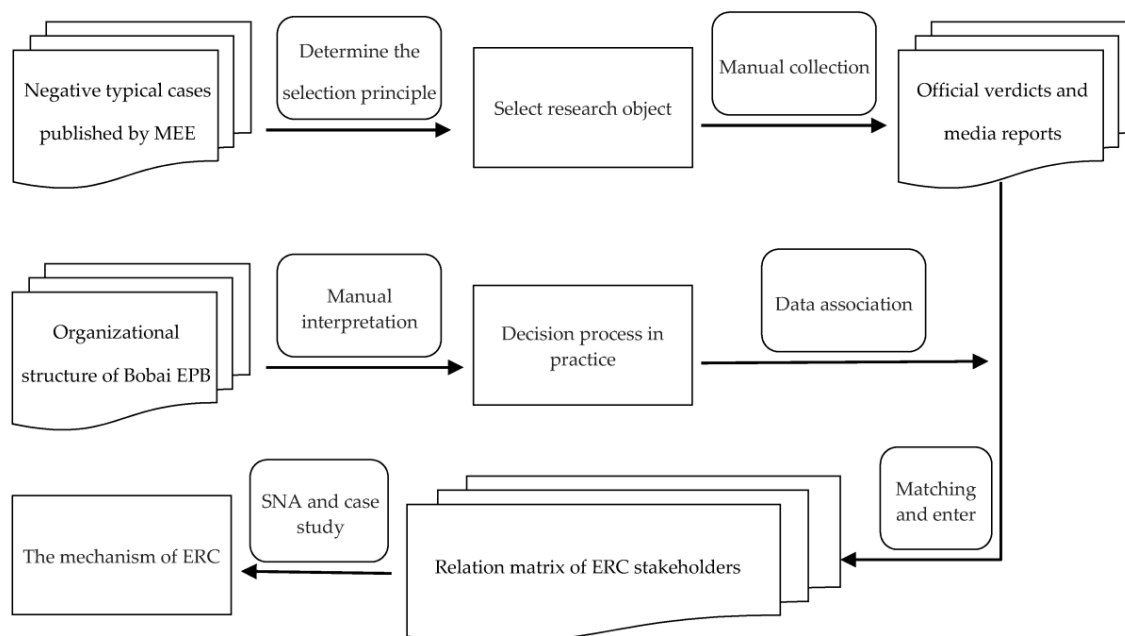 Negative typical cases
published by MEE
Determine the
selection principle
Select research object
Manual collection
Official verdicts and
media reports
Organizational
structure of Bobai EPB
Manual
interpretation
Decision process in
practice
Data association
Matching
and enter
Relation matrix of ERC stakeholders
SNA and case
study
The mechanism of ERC